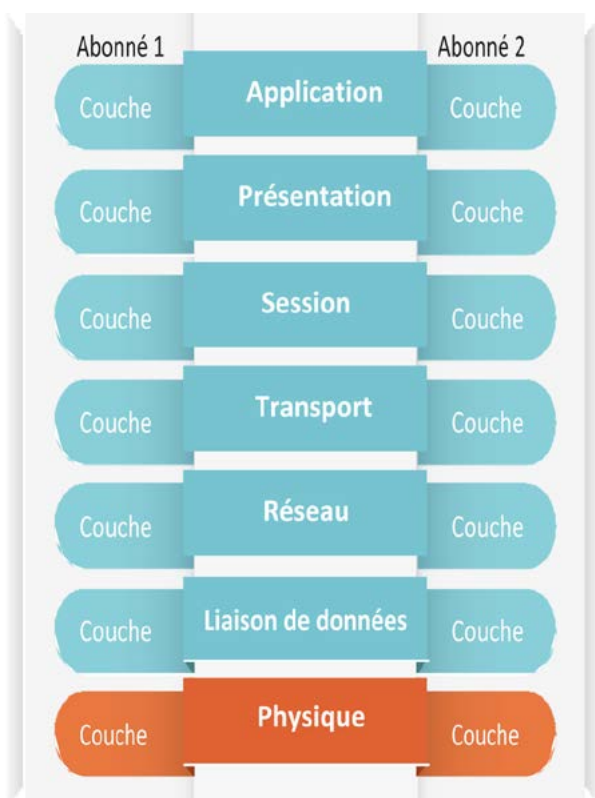 Abonné 1 Abonné 2
Couche Application Couche
Couche Présentation Couche
Couche Session Couche
Couche Transport Couche
Couche Réseau Couche
Couche Liaison de données Couche
Couche Physique Couche